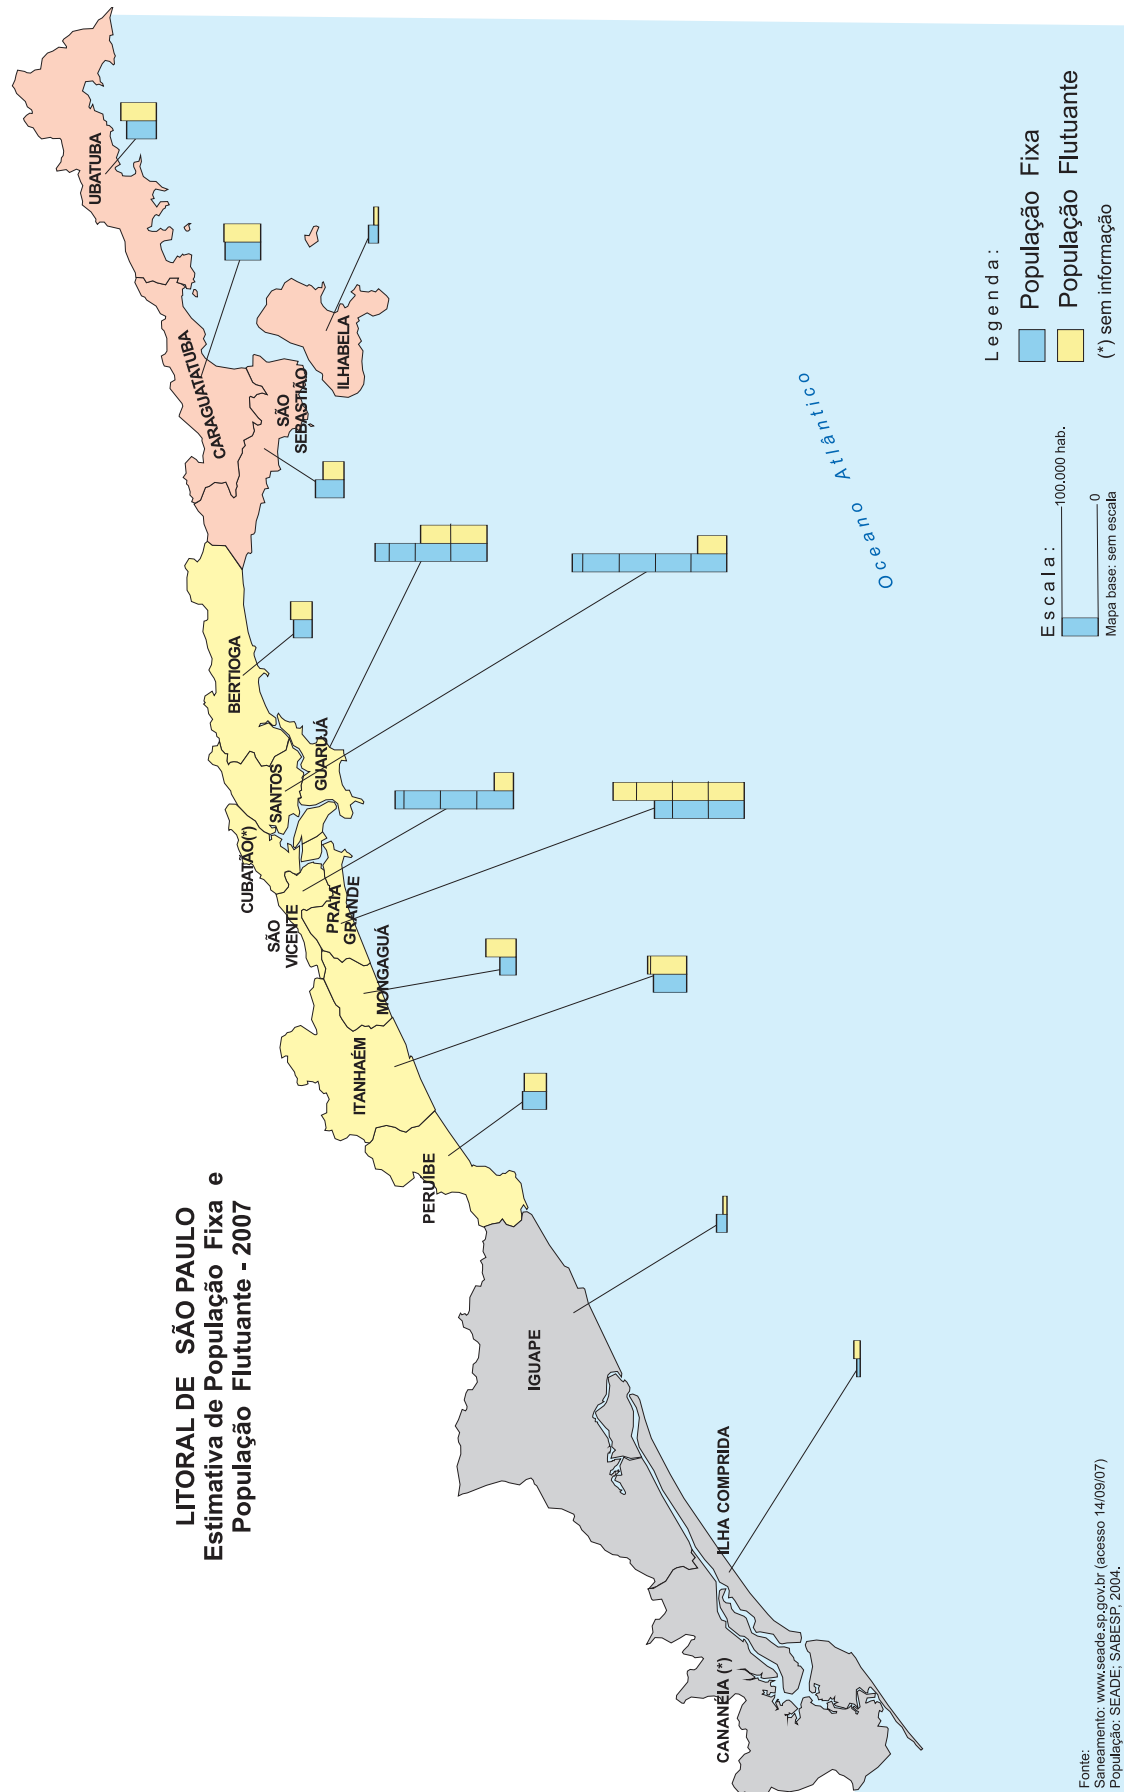 LITORAL DE SÃO PAULO
Estimativa de População Fixa e
População Flutuante - 2007
UBATUBA
CARAGUATATUBA
SÃO
SEBASTIÃO
ILHABELA
BERTIOGA
GUARUJÁ
SANTOS
CUBATÃO(*)
SÃO
VICENTE
PRAIA
GRANDE
MONGAGUÁ
ITANHAÉM
PERUÍBE
IGUAPE
ILHA COMPRIDA
CANANÉIA (*)
Oceano Atlântico
Escala:
100.000 hab.
0
Mapa base: sem escala
Legenda:
População Fixa
População Flutuante
(*) sem informação
Fonte:
Saneamento: www.seade.sp.gov.br (acesso 14/09/07)
População: SEADE; SABESP, 2004.